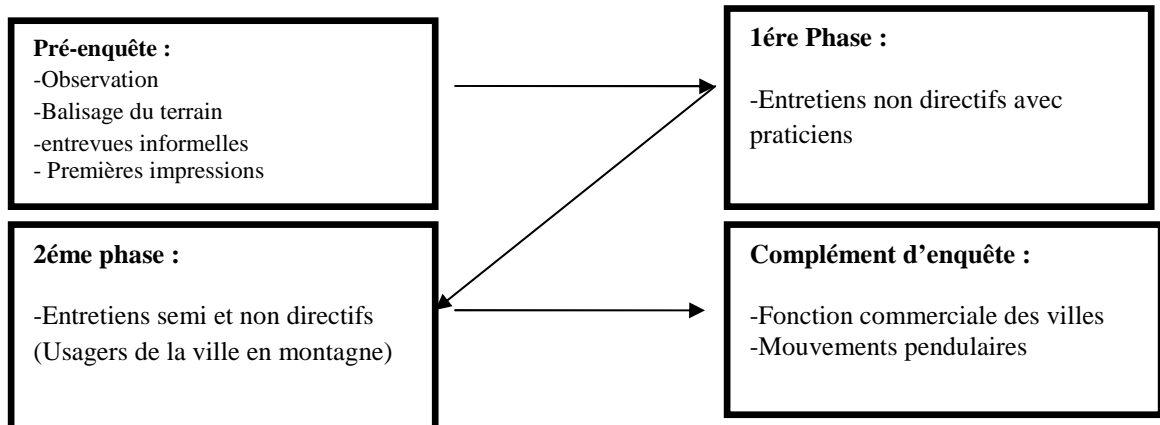 Pré-enquête :
-Observation
-Balisage du terrain
-entrevues informelles
- Premières impressions
1ére Phase :
-Entretiens non directifs avec
praticiens
2éme phase :
-Entretiens semi et non directifs
(Usagers de la ville en montagne)
Complément d’enquête :
-Fonction commerciale des villes
-Mouvements pendulaires